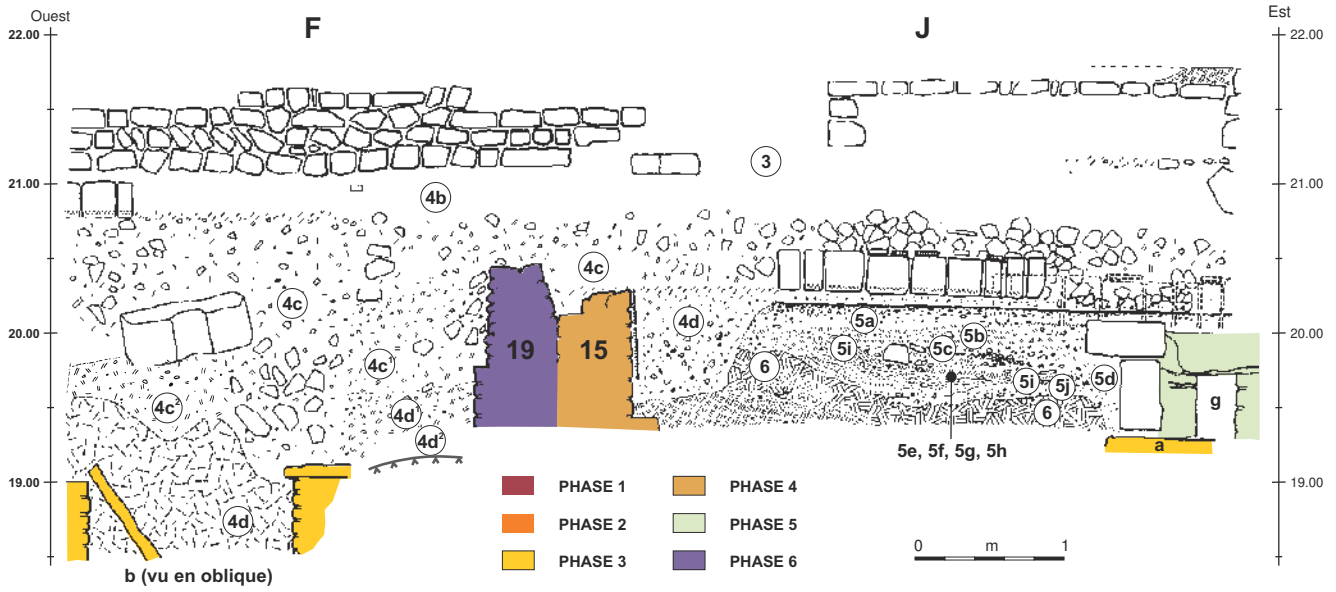 Ouest
Est
F
J
22.00
22.00
3
21.00
21.00
4b
4c
4c
4d
5a
20.00
20.00
19
15
5i
5c
5b
4c
6
5i
5j
5d
4c²
4d
6
g
4d²
a
5e, 5f, 5g, 5h
19.00
19.00
PHASE 1
PHASE 4
4d
PHASE 2
PHASE 5
0 m 1
PHASE 3
PHASE 6
b (vu en oblique)